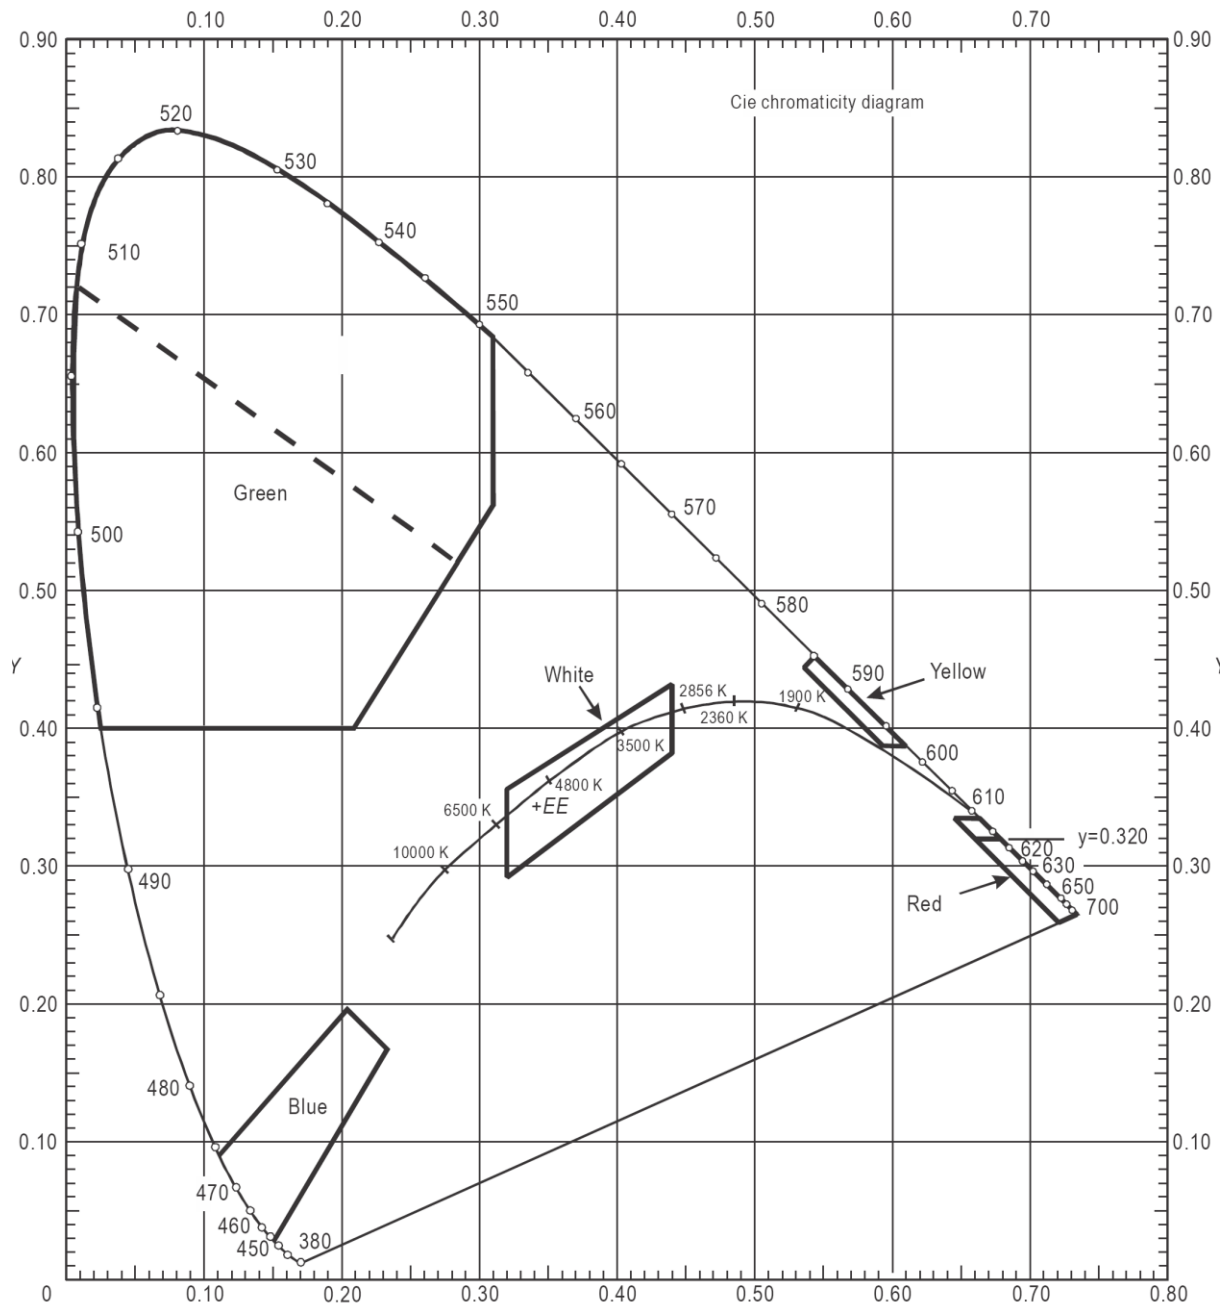 0.10 0.20 0.30 0.40 0.50 0.60 0.70
0.90 0.90
Cie chromaticity diagram
520
530
0.80 0.80
540
510
550
0.70 0.70
560
0.60 0.60
Green
570
500
0.50 580 0.50
Y Y
White 590 Yellow
2856 K 1900 K
2360 K
0.40 3500 K 600 0.40
4800 K
6500 K +EE 610
y=0.320
10000 K 620
0.30 630 0.30
490 650
Red 700
0.20 0.20
480
Blue
0.10 0.10
470
460
450 380
0 0.10 0.20 0.30 0.40 0.50 0.60 0.70 0.80